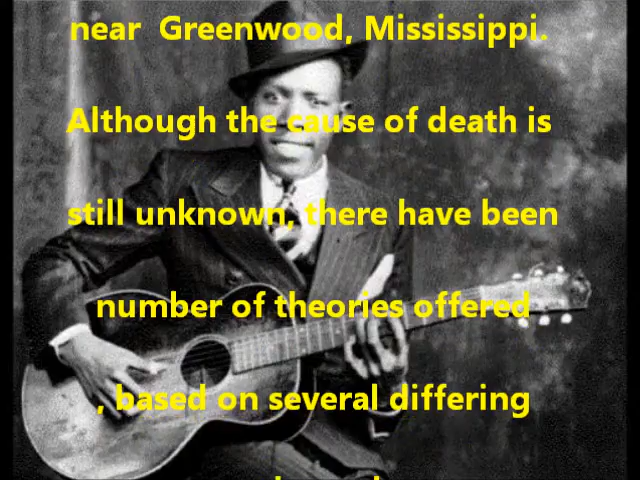 near  Greenwood, Mississippi.
Although the cause of death is
still unknown, there have been
number of theories offered
, based on several differing